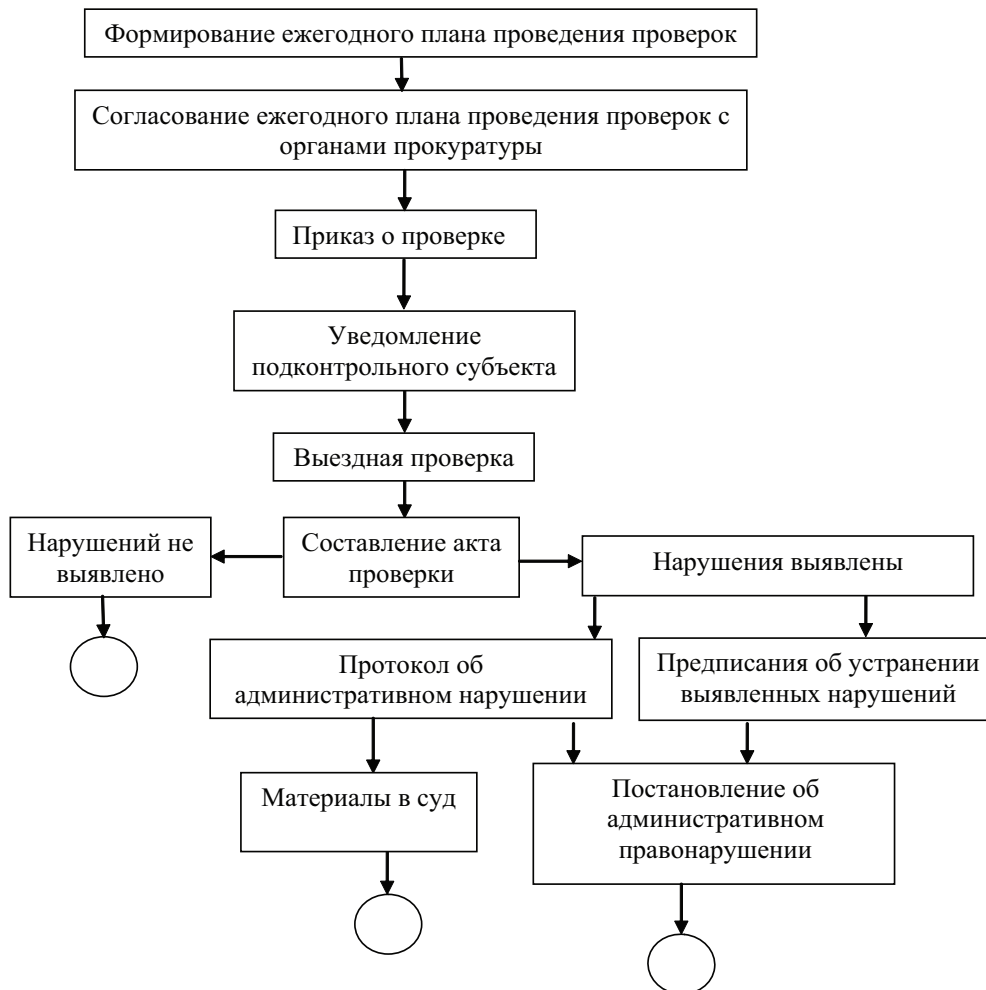 Формирование ежегодного плана проведения проверок
Согласование ежегодного плана проведения проверок с
органами прокуратуры
Приказ о проверке
Уведомление
подконтрольного субъекта
Выездная проверка
Нарушений не
выявлено
Составление акта
проверки
Нарушения выявлены
Протокол об
административном нарушении
Предписания об устранении
выявленных нарушений
Материалы в суд
Постановление об
административном
правонарушении